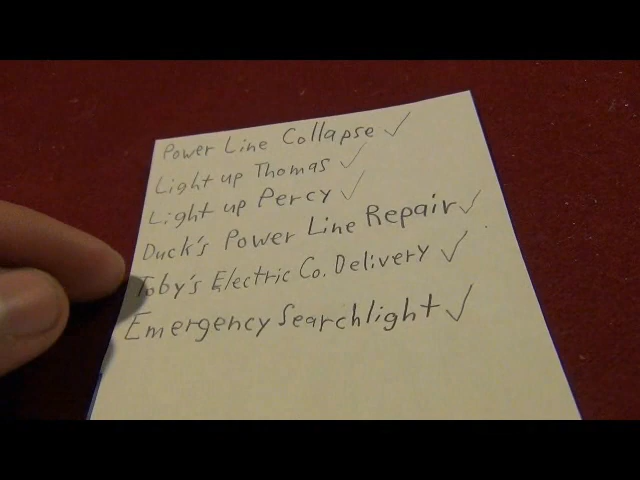 Power Line Collapse ✓
Light up Thomas ✓
Light up Percy ✓
Duck's Power Line Repair ✓
Toby's Electric Co. Delivery ✓
Emergency Searchlight ✓